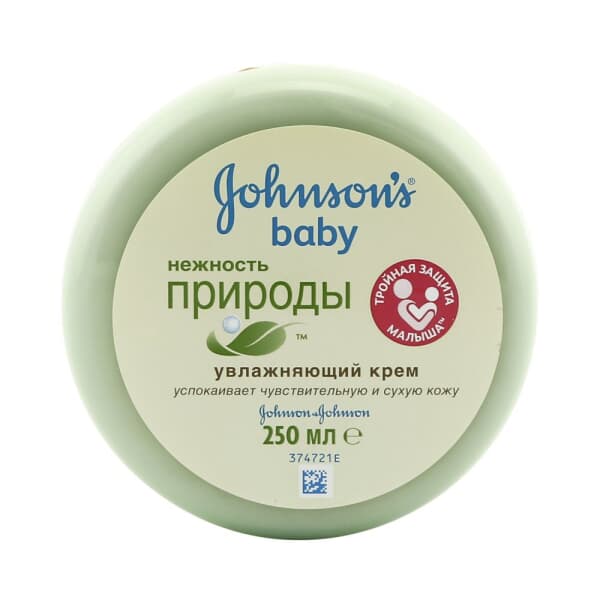 Johnson's®
baby
нежность
природы
™
ТРОЙНАЯ ЗАЩИТА
МАЛЫША™
увлажняющий крем
успокаивает чувствительную и сухую кожу
Johnson & Johnson
250 мл ℮
374721E